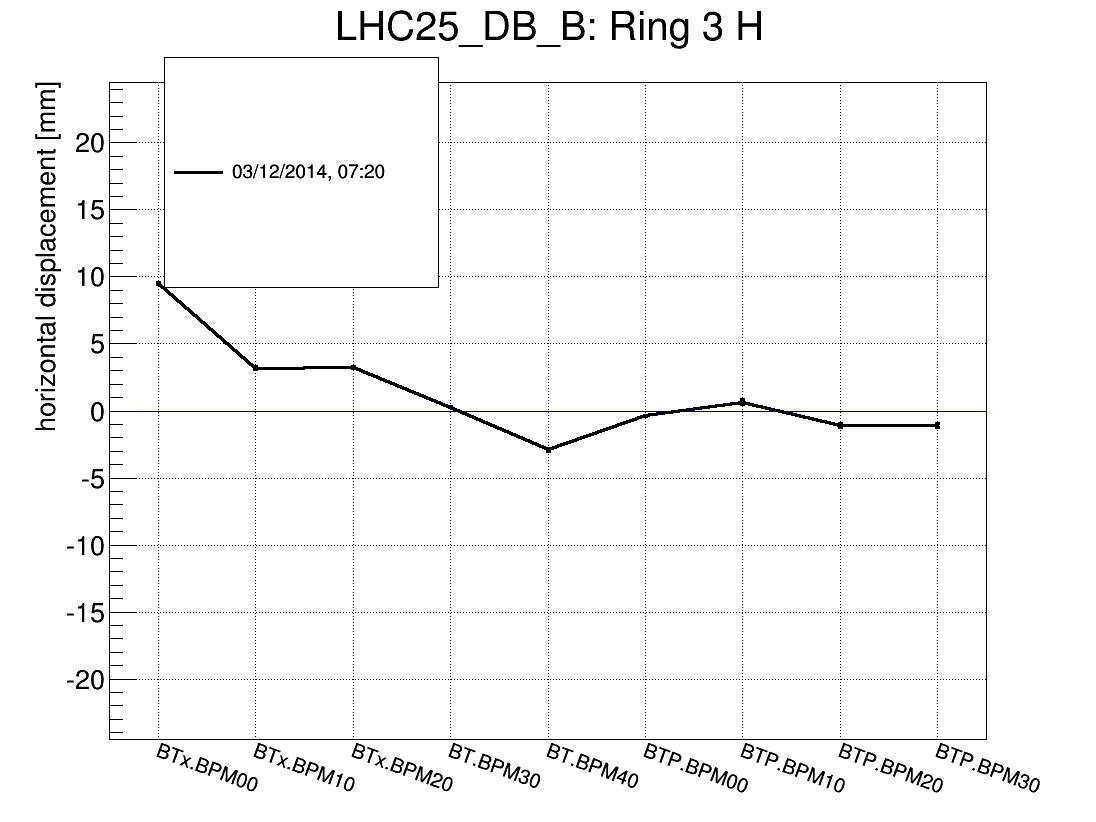 LHC25_DB_B: Ring 3 H
horizontal displacement [mm]
20
15
10
5
0
-5
-10
-15
-20
03/12/2014, 07:20
BTx.BPM00
BTx.BPM10
BTx.BPM20
BT.BPM30
BT.BPM40
BTP.BPM00
BTP.BPM10
BTP.BPM20
BTP.BPM30